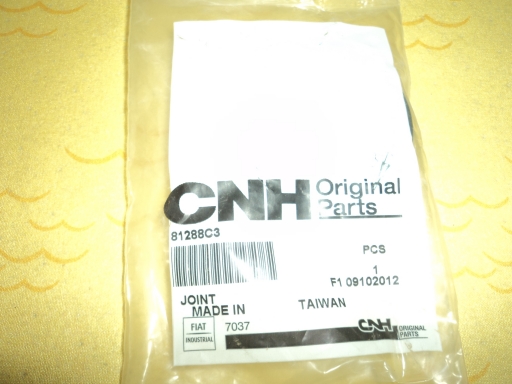 CNH Original
Parts
81288C3
PCS
1
F1 09102012
JOINT
MADE IN TAIWAN
FIAT
INDUSTRIAL
7037
CNH ORIGINAL
PARTS